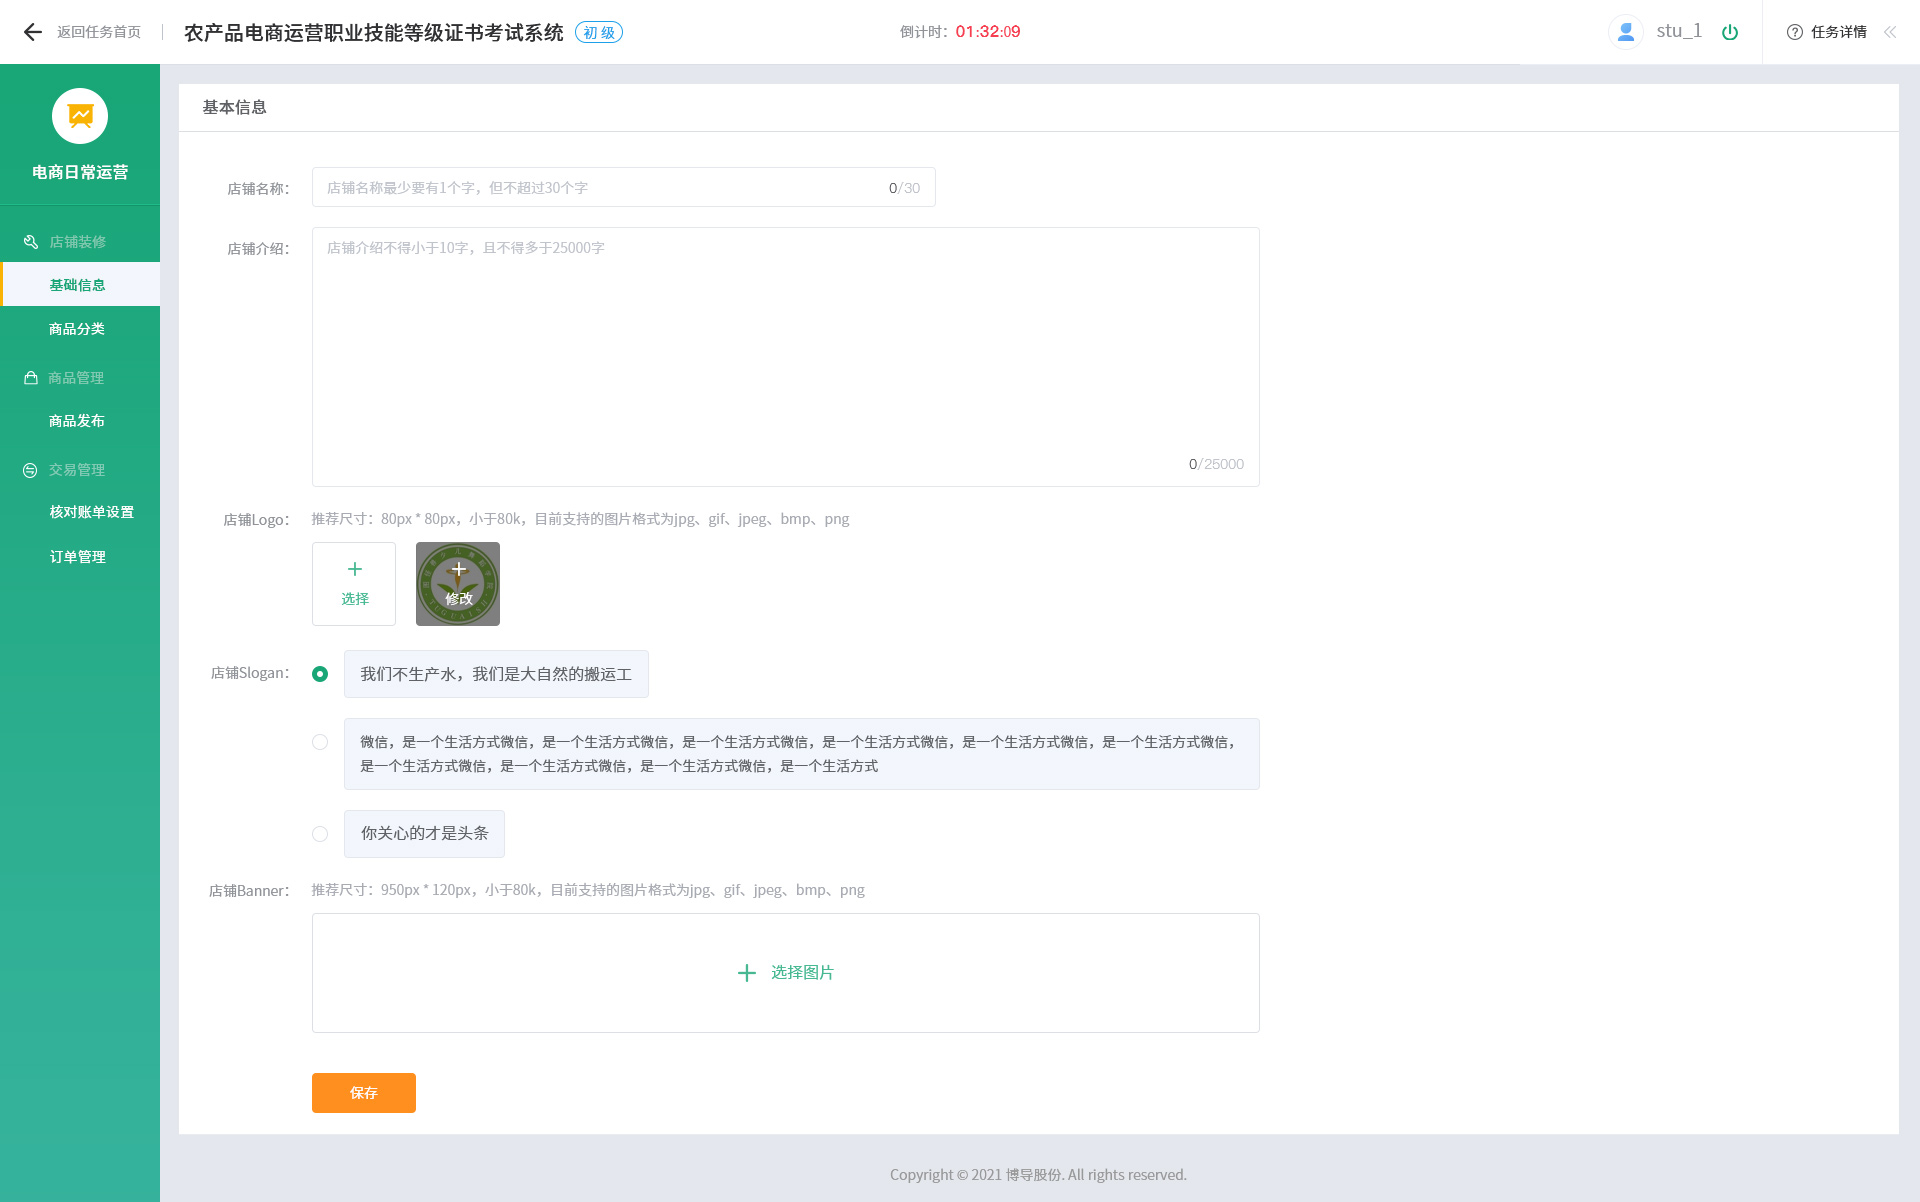 返回任务首页
农产品电商运营职业技能等级证书考试系统
初 级
倒计时：01:32:09
stu_1
任务详情
电商日常运营
店铺装修
基础信息
商品分类
商品管理
商品发布
交易管理
核对账单设置
订单管理
基本信息
店铺名称：
店铺名称最少要有1个字，但不超过30个字
0/30
店铺介绍：
店铺介绍不得小于10字，且不得多于25000字
0/25000
店铺Logo：
推荐尺寸：80px * 80px，小于80k，目前支持的图片格式为jpg、gif、jpeg、bmp、png
选择
修改
店铺Slogan：
我们不生产水，我们是大自然的搬运工
微信，是一个生活方式微信，是一个生活方式微信，是一个生活方式微信，是一个生活方式微信，是一个生活方式微信，是一个生活方式微信，
是一个生活方式微信，是一个生活方式微信，是一个生活方式微信，是一个生活方式
你关心的才是头条
店铺Banner：
推荐尺寸：950px * 120px，小于80k，目前支持的图片格式为jpg、gif、jpeg、bmp、png
选择图片
保存
Copyright © 2021 博导股份. All rights reserved.